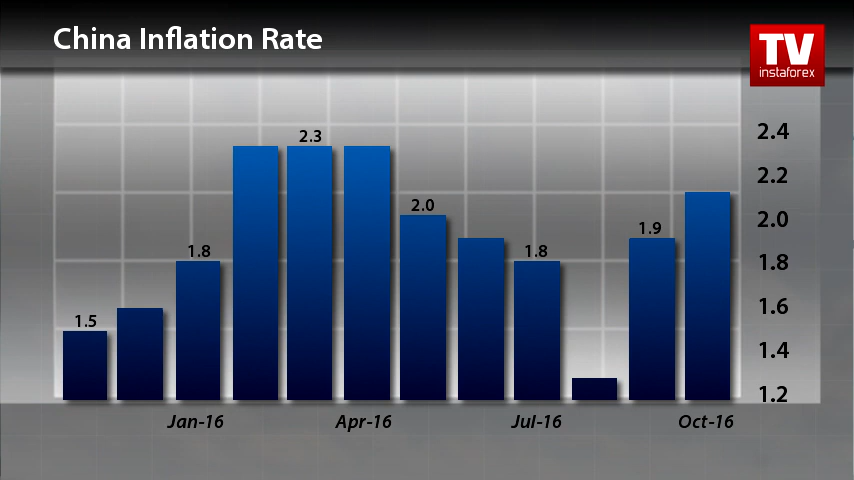 China Inflation Rate
TV
instaforex
2.3
2.0
1.8
1.8
1.9
1.5
2.4
2.2
2.0
1.8
1.6
1.4
1.2
Jan-16
Apr-16
Jul-16
Oct-16